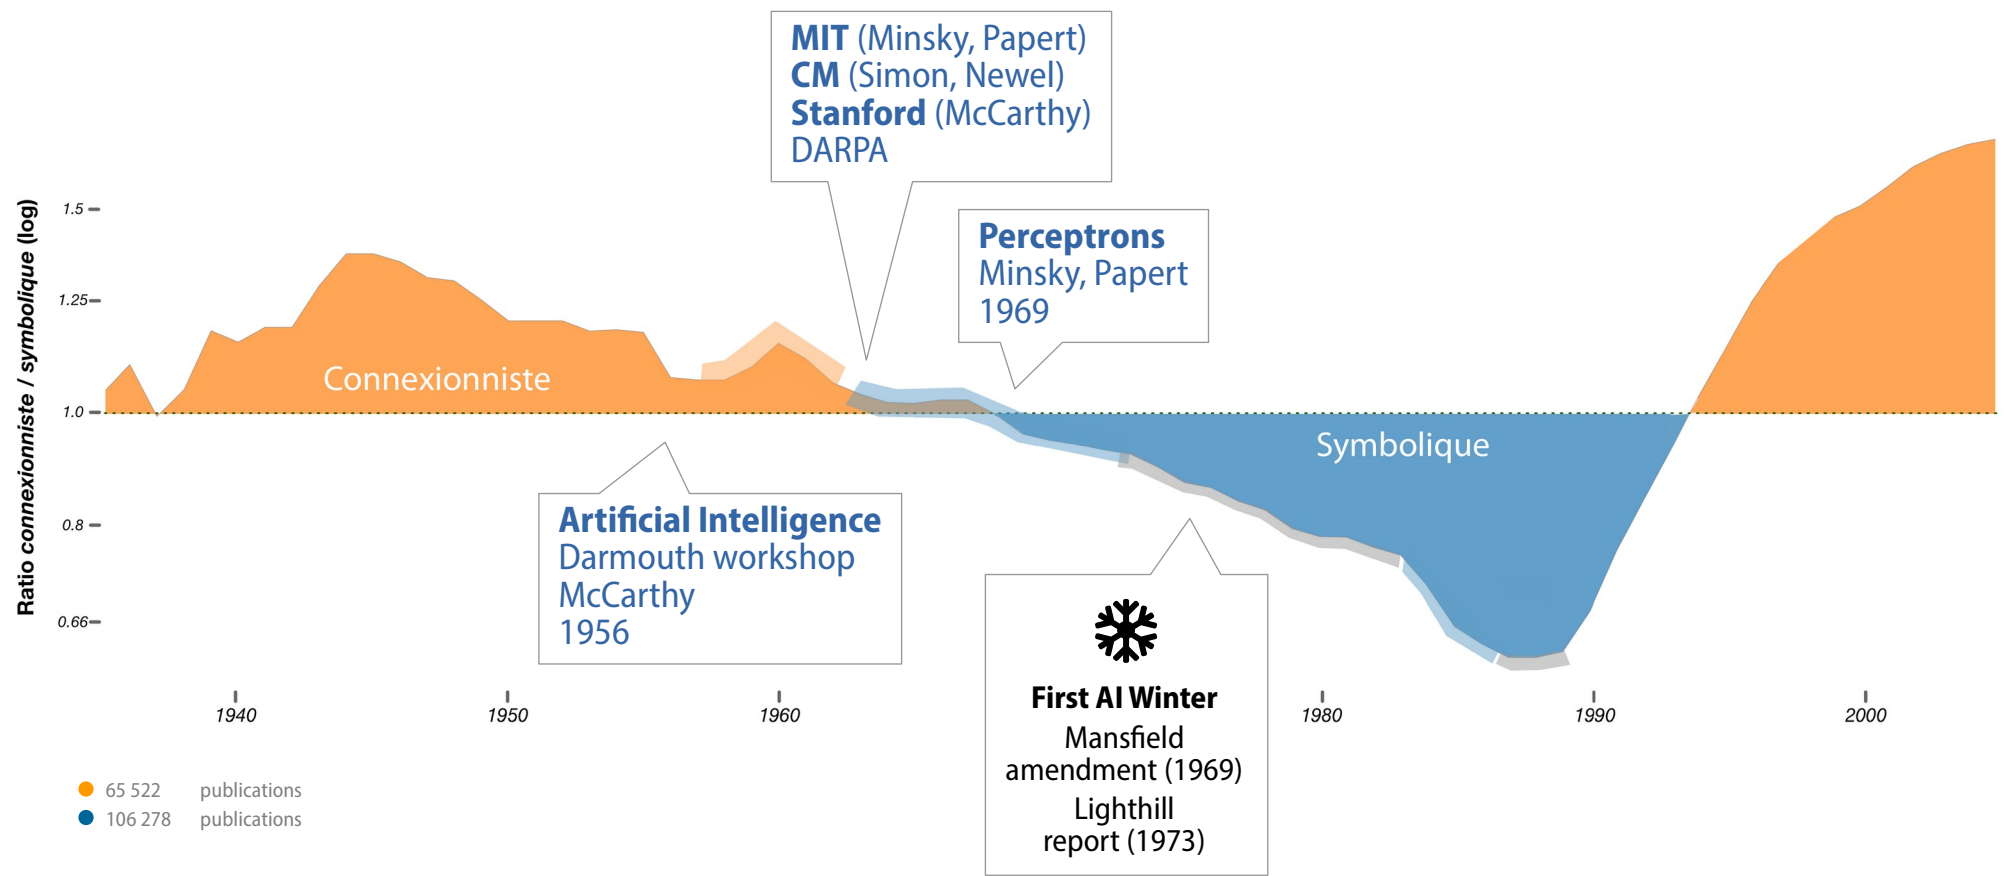 MIT (Minsky, Papert)
CM (Simon, Newel)
Stanford (McCarthy)
DARPA
Perceptrons
Minsky, Papert
1969
Ratio connexionniste / symbolique (log)
1.5
1.25
1.0
0.8
0.66
Connexionniste
Symbolique
Artificial Intelligence
Darmouth workshop
McCarthy
1956
First AI Winter
Mansfield
amendment (1969)
Lighthill
report (1973)
1940
1950
1960
1980
1990
2000
65 522 publications
106 278 publications